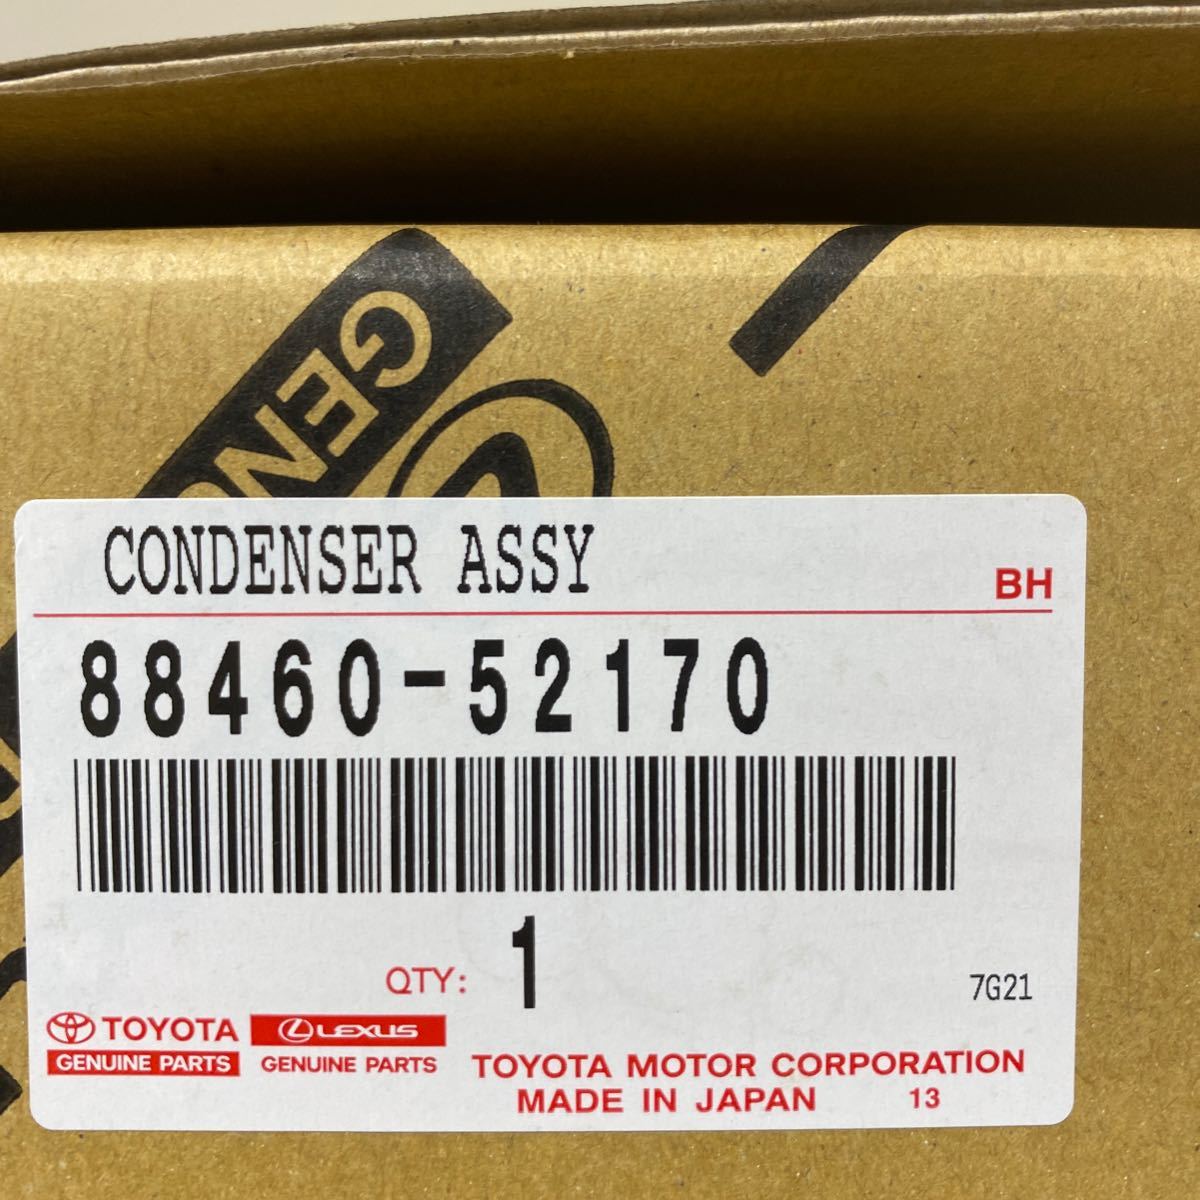 GENU
CONDENSER ASSY
BH
88460-52170
QTY: 1
7G21
TOYOTA
GENUINE PARTS
LEXUS
GENUINE PARTS
TOYOTA MOTOR CORPORATION
MADE IN JAPAN 13